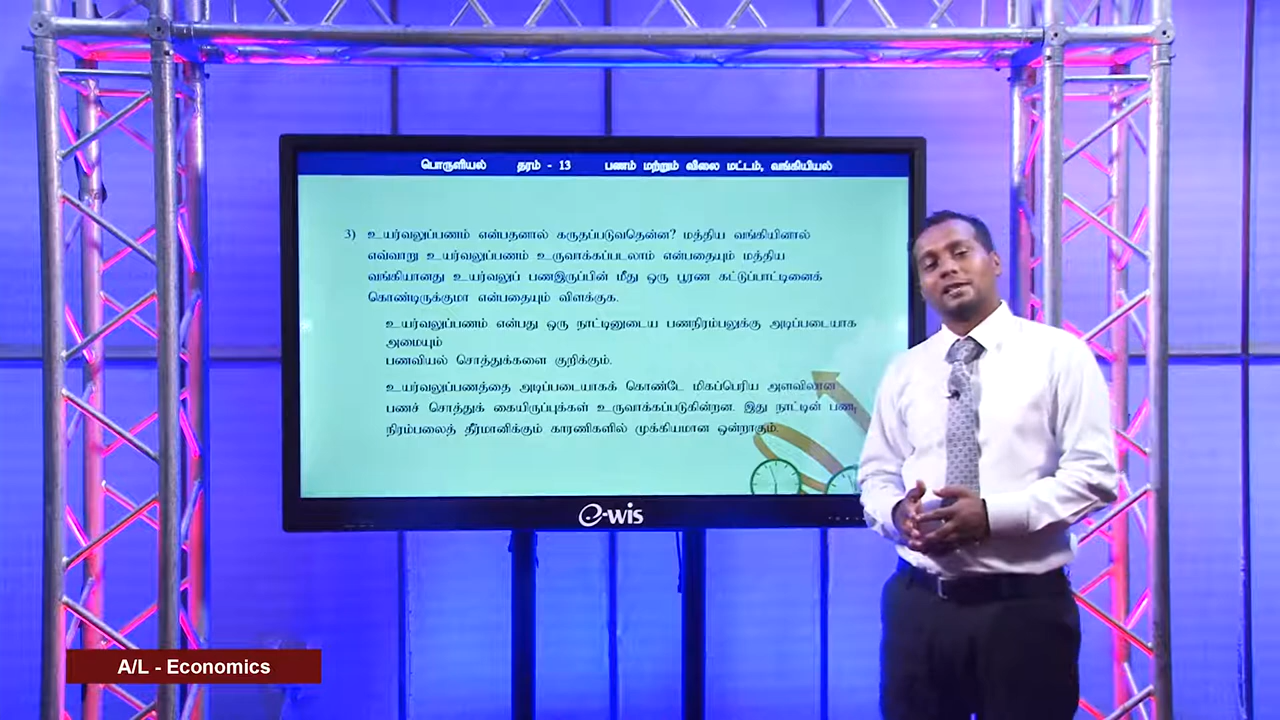 பொருளியல் தரம் - 13 பணம் மற்றும் விலை மட்டம், வங்கியியல்
3) உயர்வலுப்பணம் என்பதனால் கருதப்படுவதென்ன? மத்திய வங்கியினால்
எவ்வாறு உயர்வலுப்பணம் உருவாக்கப்படலாம் என்பதையும் மத்திய
வங்கியானது உயர்வலுப் பணஇருப்பின் மீது ஒரு பூரண கட்டுப்பாட்டினைக்
கொண்டிருக்குமா என்பதையும் விளக்குக.
உயர்வலுப்பணம் என்பது ஒரு நாட்டினுடைய பணநிரம்பலுக்கு அடிப்படையாக
அமையும்
பணவியல் சொத்துக்களை குறிக்கும்.
உயர்வலுப்பணத்தை அடிப்படையாகக் கொண்டே மிகப்பெரிய அளவிலான
பணச் சொத்துக் கையிருப்புக்கள் உருவாக்கப்படுகின்றன. இது நாட்டின் பண
நிரம்பலைத் தீர்மானிக்கும் காரணிகளில் முக்கியமான ஒன்றாகும்.
e-wis
A/L - Economics